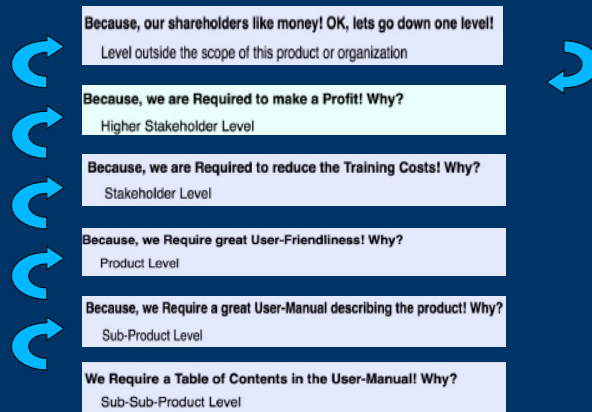 Because, our shareholders like money! OK, lets go down one level!
Level outside the scope of this product or organization
Because, we are Required to make a Profit! Why?
Higher Stakeholder Level
Because, we are Required to reduce the Training Costs! Why?
Stakeholder Level
Because, we Require great User-Friendliness! Why?
Product Level
Because, we Require a great User-Manual describing the product! Why?
Sub-Product Level
We Require a Table of Contents in the User-Manual! Why?
Sub-Sub-Product Level